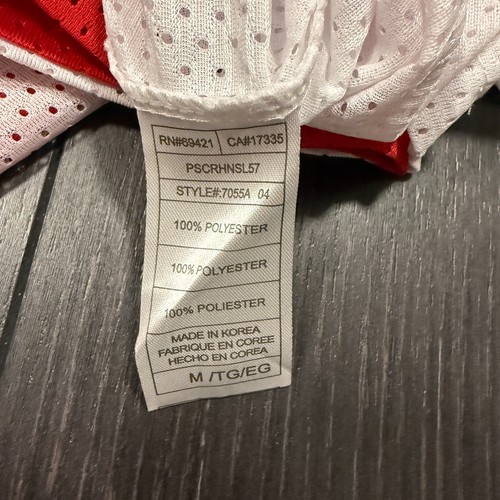 RN#69421 CA#17335
PSCRHNSL57
STYLE#:7055A 04
100% POLYESTER
100% POLYESTER
100% POLIESTER
MADE IN KOREA
FABRIQUE EN COREE
HECHO EN COREA
M /TG/EG